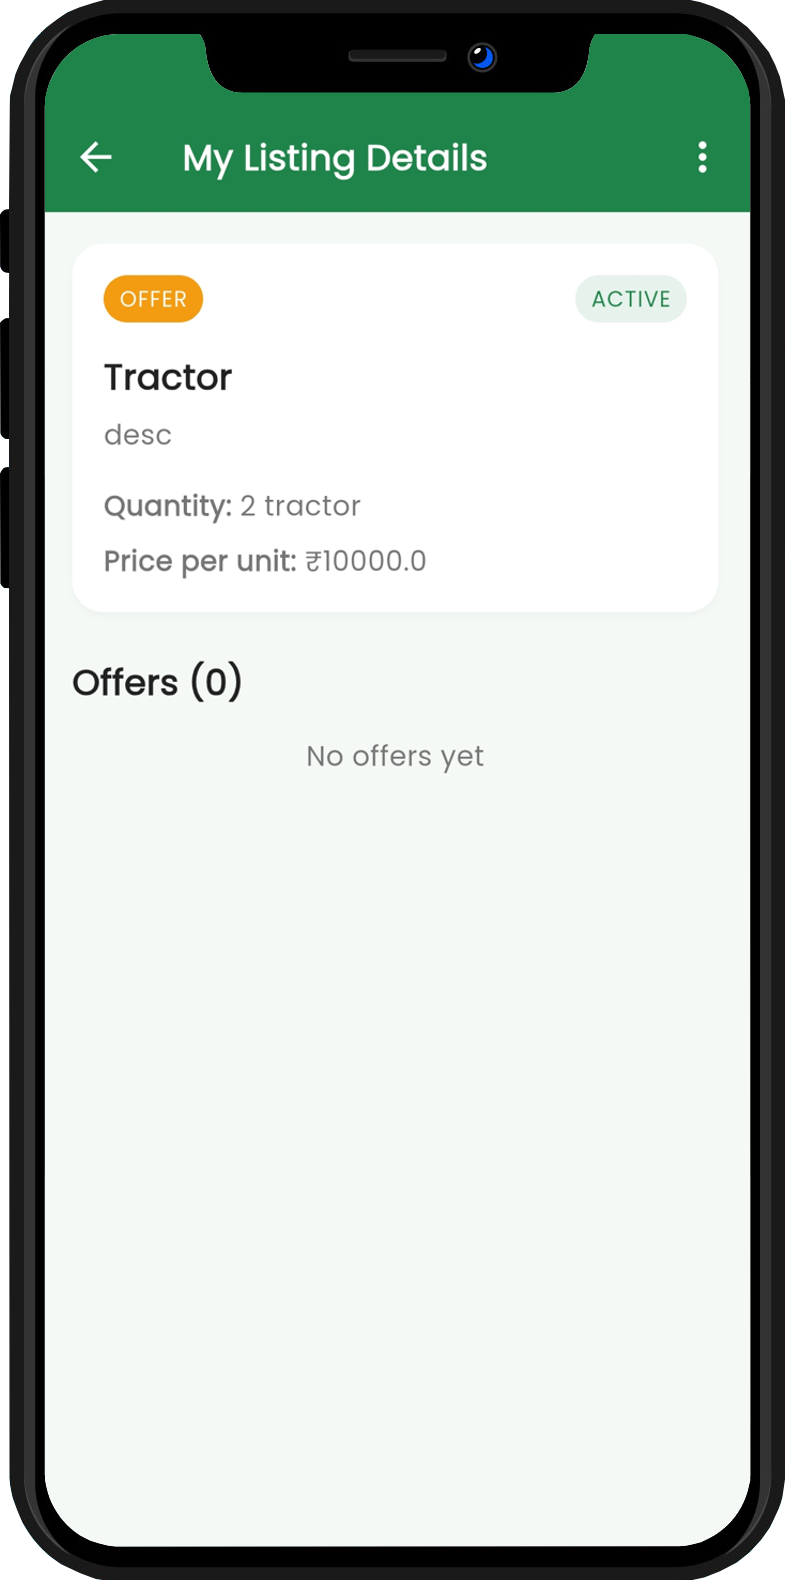 My Listing Details
OFFER
ACTIVE
Tractor
desc
Quantity: 2 tractor
Price per unit: ₹10000.0
Offers (0)
No offers yet